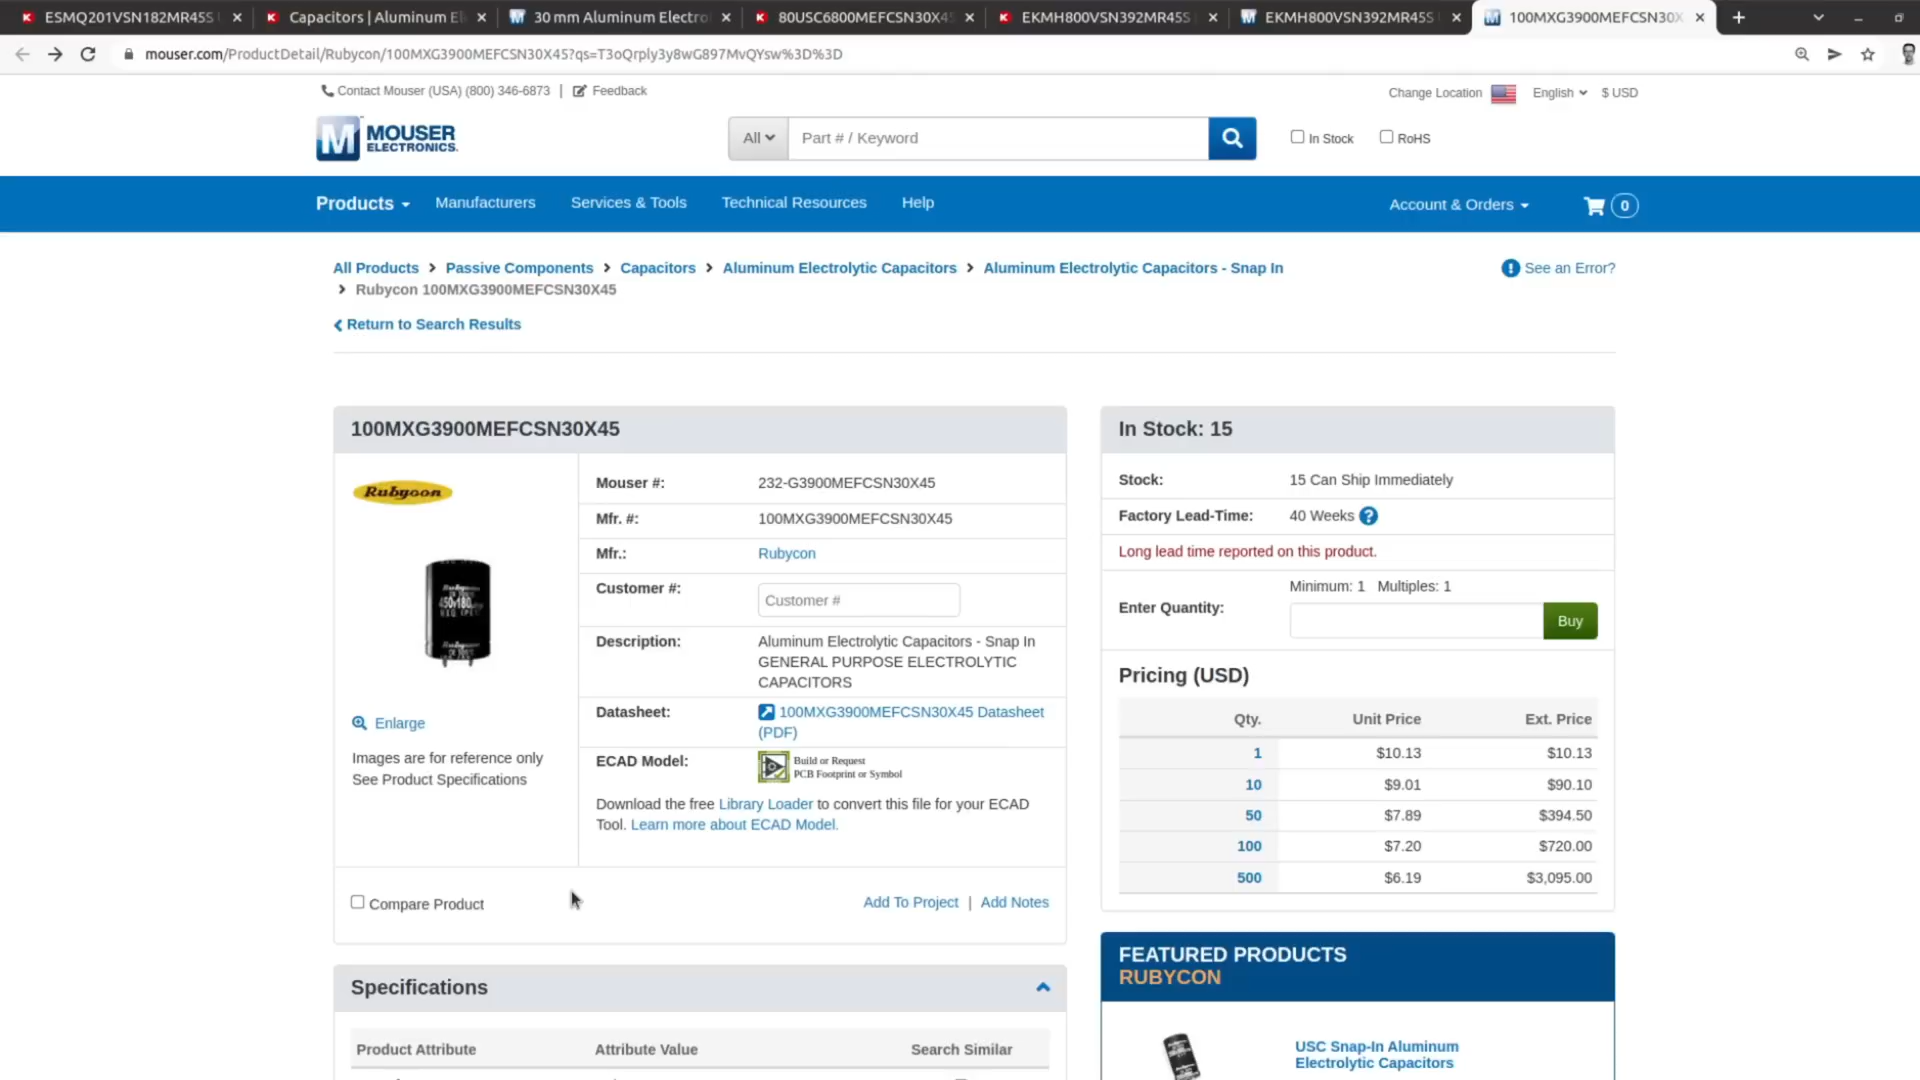 ESMQ201VSN182MR45S
Capacitors | Aluminum El
30 mm Aluminum Electro
80USC6800MEFCSN30X45
EKMH800VSN392MR45S
EKMH800VSN392MR45S
100MXG3900MEFCSN30X
mouser.com/ProductDetail/Rubycon/100MXG3900MEFCSN30X45?qs=T3oQrply3y8wG897MvQYsw%3D%3D
Contact Mouser (USA) (800) 346-6873 | Feedback
Change Location English $ USD
M MOUSER
ELECTRONICS.
All Part # / Keyword In Stock RoHS
Products Manufacturers Services & Tools Technical Resources Help Account & Orders 0
All Products > Passive Components > Capacitors > Aluminum Electrolytic Capacitors > Aluminum Electrolytic Capacitors - Snap In
> Rubycon 100MXG3900MEFCSN30X45
See an Error?
Return to Search Results
100MXG3900MEFCSN30X45
Rubycon
Rubycon
450v180
Enlarge
Images are for reference only
See Product Specifications
Mouser #: 232-G3900MEFCSN30X45
Mfr. #: 100MXG3900MEFCSN30X45
Mfr.: Rubycon
Customer #: Customer #
Description: Aluminum Electrolytic Capacitors - Snap In
GENERAL PURPOSE ELECTROLYTIC
CAPACITORS
Datasheet: 100MXG3900MEFCSN30X45 Datasheet
(PDF)
ECAD Model: Build or Request
PCB Footprint or Symbol
Download the free Library Loader to convert this file for your ECAD
Tool. Learn more about ECAD Model.
Compare Product
Add To Project | Add Notes
Specifications
Product Attribute Attribute Value Search Similar
In Stock: 15
Stock: 15 Can Ship Immediately
Factory Lead-Time: 40 Weeks ?
Long lead time reported on this product.
Minimum: 1 Multiples: 1
Enter Quantity: Buy
Pricing (USD)
Qty. Unit Price Ext. Price
1 $10.13 $10.13
10 $9.01 $90.10
50 $7.89 $394.50
100 $7.20 $720.00
500 $6.19 $3,095.00
FEATURED PRODUCTS
RUBYCON
USC Snap-In Aluminum
Electrolytic Capacitors